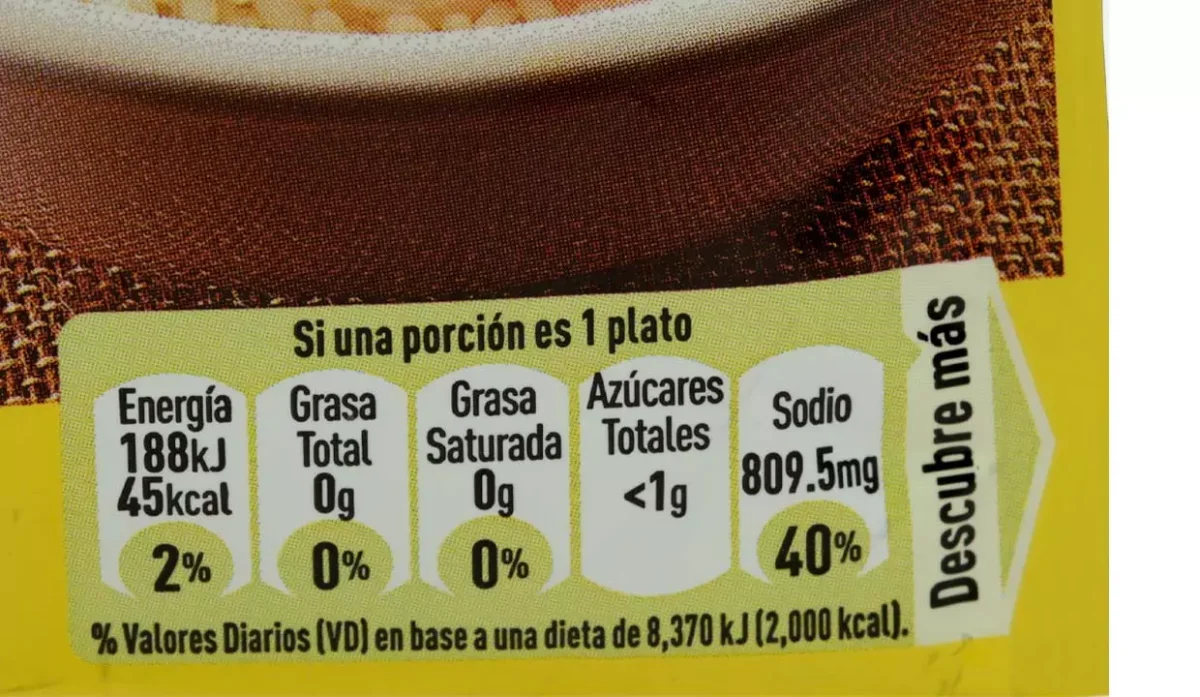 Si una porción es 1 plato
Energía
188kJ
45kcal
2%
Grasa
Total
0g
0%
Grasa
Saturada
0g
0%
Azúcares
Totales
<1g
Sodio
809.5mg
40%
% Valores Diarios (VD) en base a una dieta de 8,370 kJ (2,000 kcal).
Descubre más